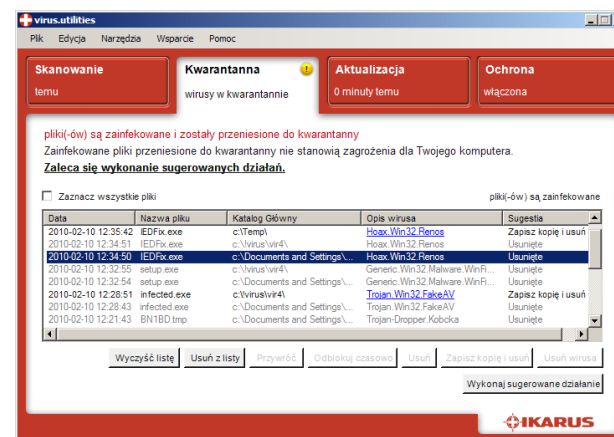 virus.utilities
Plik Edycja Narzędzia Wsparcie Pomoc
Skanowanie Kwarantanna Aktualizacja Ochrona
temu wirusy w kwarantannie 0 minuty temu włączona
pliki(-ów) są zainfekowane i zostały przeniesione do kwarantanny
Zainfekowane pliki przeniesione do kwarantanny nie stanowią zagrożenia dla Twojego komputera.
Zaleca się wykonanie sugerowanych działań.
Zaznacz wszystkie pliki pliki(-ów) są zainfekowane
Data Nazwa pliku Katalog Główny Opis wirusa Sugestia
2010-02-10 12:35:42 IEDFix.exe c:\Temp\ Hoax.Win32.Renos Zapisz kopię i usuń
2010-02-10 12:34:51 IEDFix.exe c:\!virus\vir4\ Hoax.Win32.Renos Usunięte
2010-02-10 12:34:50 IEDFix.exe c:\Documents and Settings\... Hoax.Win32.Renos Usunięte
2010-02-10 12:32:55 setup.exe c:\!virus\vir4\ Generic.Win32.Malware.WinFi... Usunięte
2010-02-10 12:32:54 setup.exe c:\Documents and Settings\... Generic.Win32.Malware.WinFi... Usunięte
2010-02-10 12:28:51 infected.exe c:\!virus\vir4\ Trojan.Win32.FakeAV Zapisz kopię i usuń
2010-02-10 12:28:43 infected.exe c:\Documents and Settings\... Trojan.Win32.FakeAV Usunięte
2010-02-10 12:21:43 BN1BD.tmp c:\Documents and Settings\... Trojan-Dropper.Kobcka Usunięte
Wyczyść listę Usuń z listy Przywróć Odblokuj czasowo Usuń Zapisz kopię i usuń Usuń wirusa
Wykonaj sugerowane działanie
IKARUS